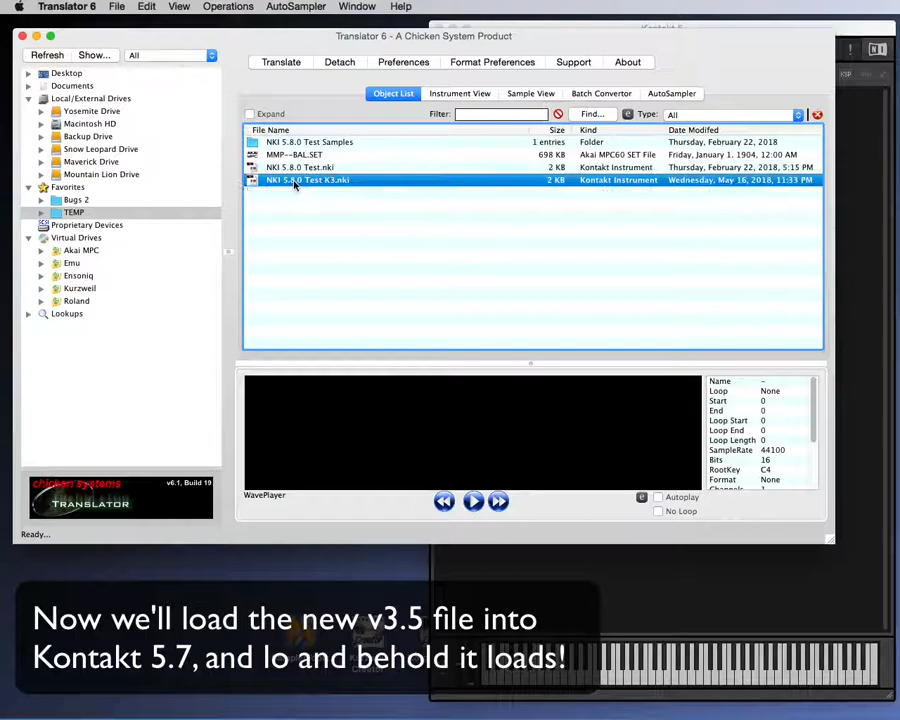 Translator 6 File Edit View Operations AutoSampler Window Help
Translator 6 - A Chicken System Product
Kontakt 5
Refresh Show... All
Translate Detach Preferences Format Preferences Support About
Object List Instrument View Sample View Batch Convertor AutoSampler
Expand Filter: Find... e Type: All
File Name Size Kind Date Modifed
NKI 5.8.0 Test Samples 1 entries Folder Thursday, February 22, 2018
MMP--BAL.SET 698 KB Akai MPC60 SET File Friday, January 1. 1904, 12:00 AM
NKI 5.8.0 Test.nki 2 KB Kontakt Instrument Thursday, February 22, 2018, 5:15 PM
NKI 5.8.0 Test K3.nki 2 KB Kontakt Instrument Wednesday, May 16, 2018, 11:33 PM
Desktop
Documents
Local/External Drives
Yosemite Drive
Macintosh HD
Backup Drive
Snow Leopard Drive
Maverick Drive
Mountain Lion Drive
Favorites
Bugs 2
TEMP
Proprietary Devices
Virtual Drives
Akai MPC
Emu
Ensoniq
Kurzweil
Roland
Lookups
chicken systems v6.1, Build 19
TRANSLATOR
Ready...
Name -
Loop None
Start 0
End 0
Loop Start 0
Loop End 0
Loop Length 0
SampleRate 44100
Bits 16
RootKey C4
Format None
WavePlayer
e Autoplay
No Loop
Now we'll load the new v3.5 file into
Kontakt 5.7, and lo and behold it loads!